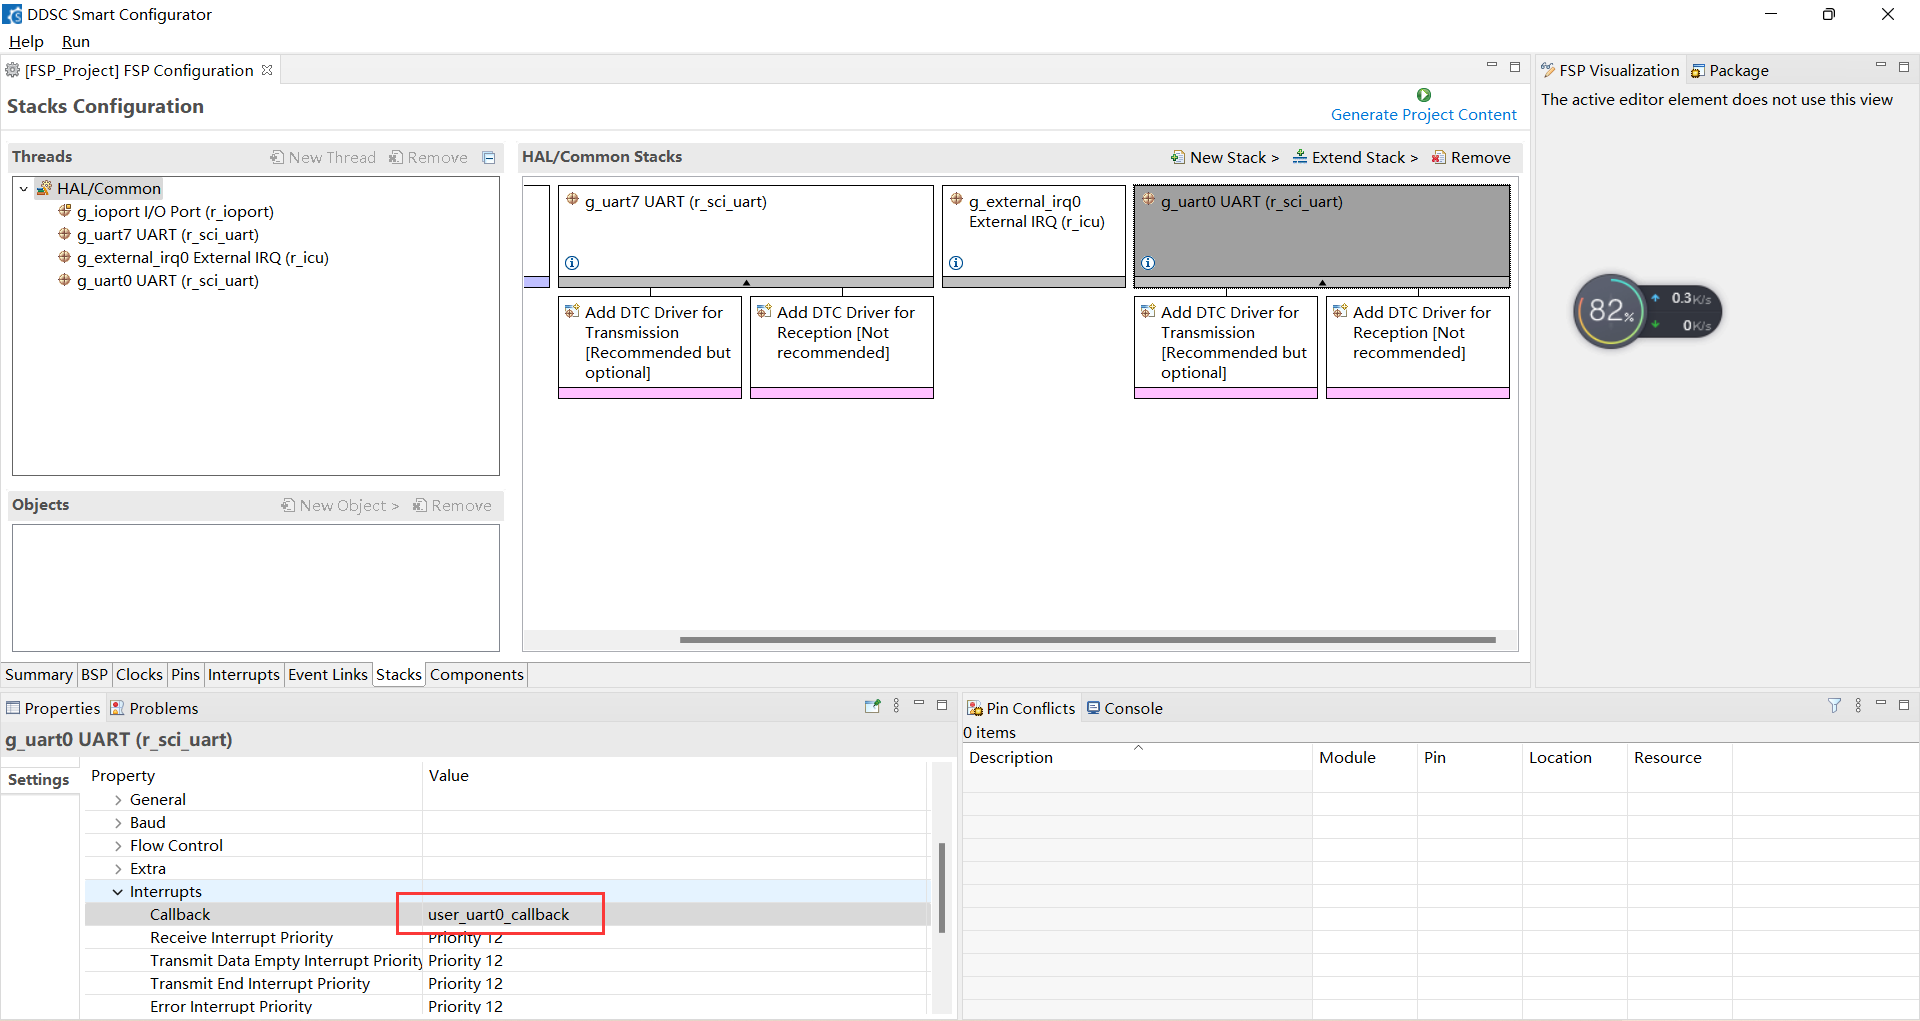 DDSC Smart Configurator
Help Run
[FSP_Project] FSP Configuration
Stacks Configuration
Generate Project Content
Threads
New Thread
Remove
HAL/Common
g_ioport I/O Port (r_ioport)
g_uart7 UART (r_sci_uart)
g_external_irq0 External IRQ (r_icu)
g_uart0 UART (r_sci_uart)
Objects
New Object >
Remove
HAL/Common Stacks
New Stack >
Extend Stack >
Remove
g_uart7 UART (r_sci_uart)
Add DTC Driver for
Transmission
[Recommended but
optional]
Add DTC Driver for
Reception [Not
recommended]
g_external_irq0
External IRQ (r_icu)
g_uart0 UART (r_sci_uart)
Add DTC Driver for
Transmission
[Recommended but
optional]
Add DTC Driver for
Reception [Not
recommended]
Summary BSP Clocks Pins Interrupts Event Links Stacks Components
FSP Visualization
Package
The active editor element does not use this view
82%
0.3K/s
0K/s
Properties
Problems
g_uart0 UART (r_sci_uart)
Settings
Property Value
General
Baud
Flow Control
Extra
Interrupts
Callback user_uart0_callback
Receive Interrupt Priority Priority 12
Transmit Data Empty Interrupt Priority Priority 12
Transmit End Interrupt Priority Priority 12
Error Interrupt Priority Priority 12
Pin Conflicts
Console
0 items
Description Module Pin Location Resource